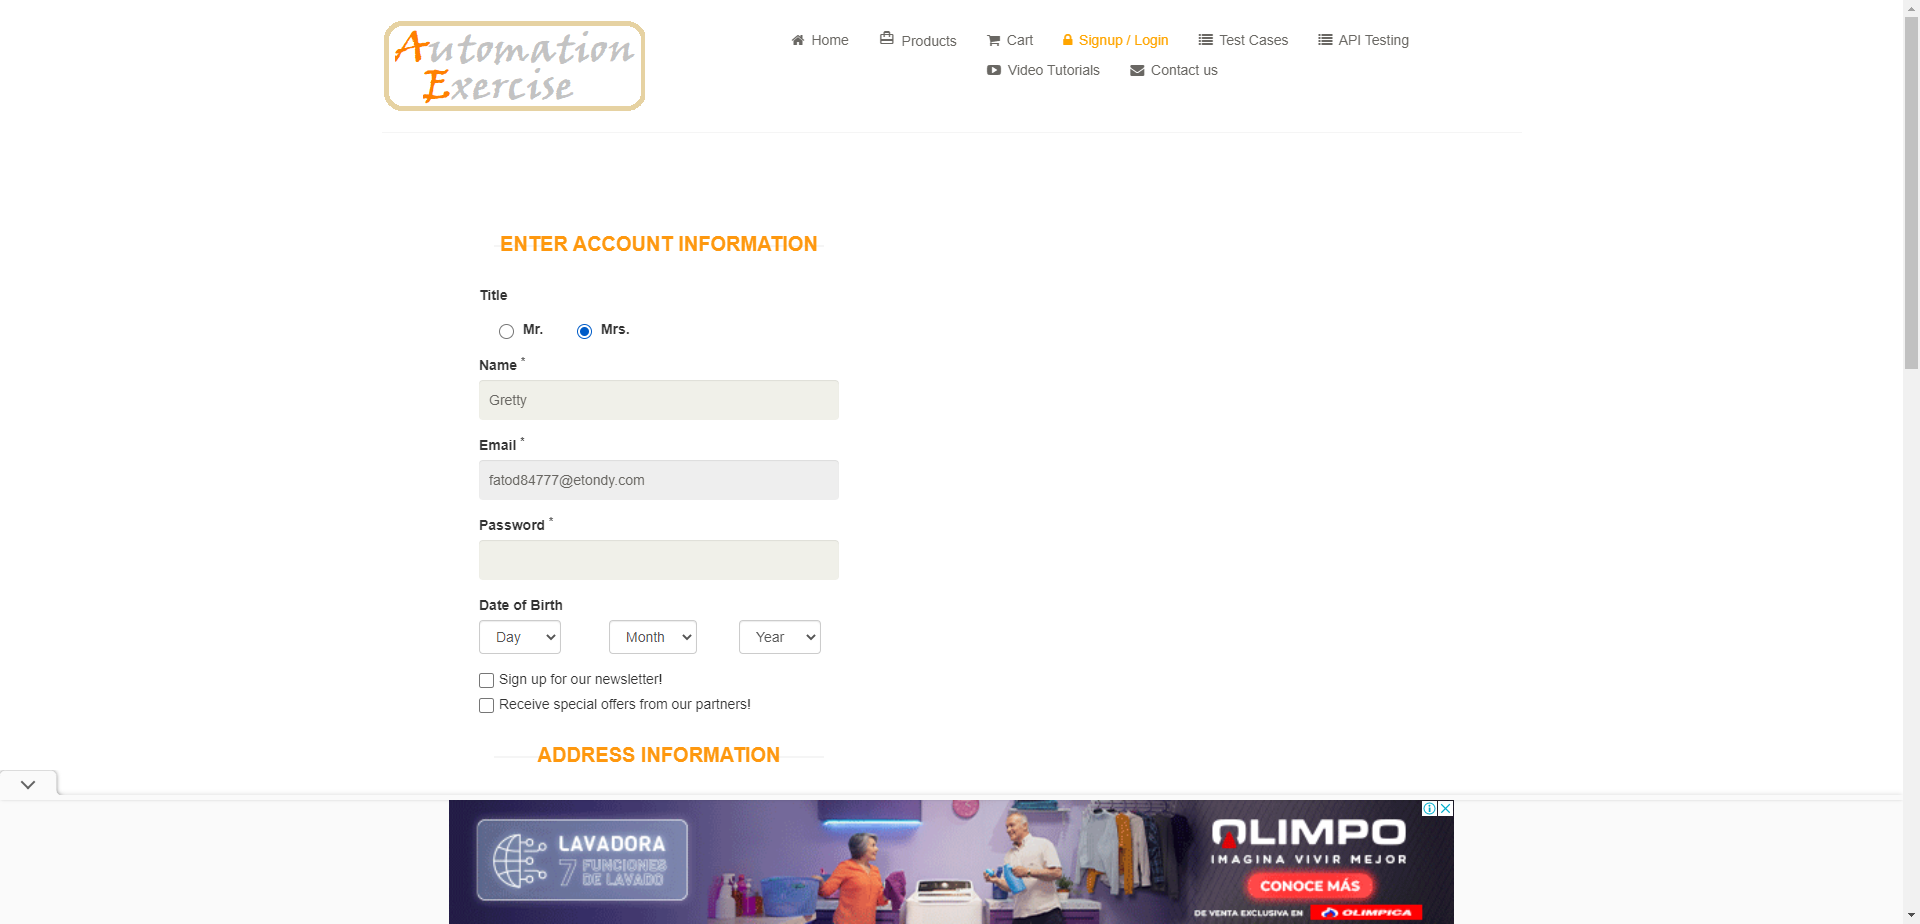 Automation
Exercise
Home
Products
Cart
Signup / Login
Test Cases
API Testing
Video Tutorials
Contact us
ENTER ACCOUNT INFORMATION
Title
Mr.
Mrs.
Name *
Gretty
Email *
fatod84777@etondy.com
Password *
Date of Birth
Day
Month
Year
Sign up for our newsletter!
Receive special offers from our partners!
ADDRESS INFORMATION
LAVADORA
7 FUNCIONES
DE LAVADO
OLIMPO
IMAGINA VIVIR MEJOR
CONOCE MÁS
DE VENTA EXCLUSIVA EN OLIMPICA